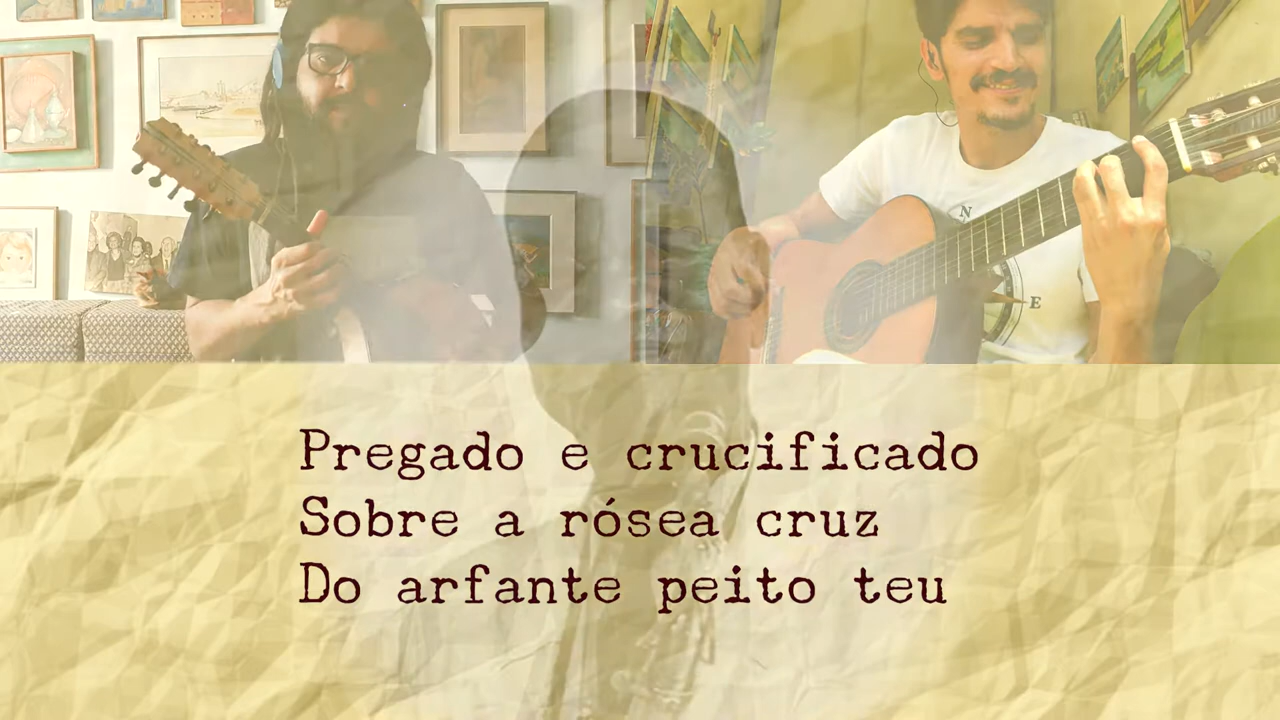 N
E
Pregado e crucificado
Sobre a rósea cruz
Do arfante peito teu